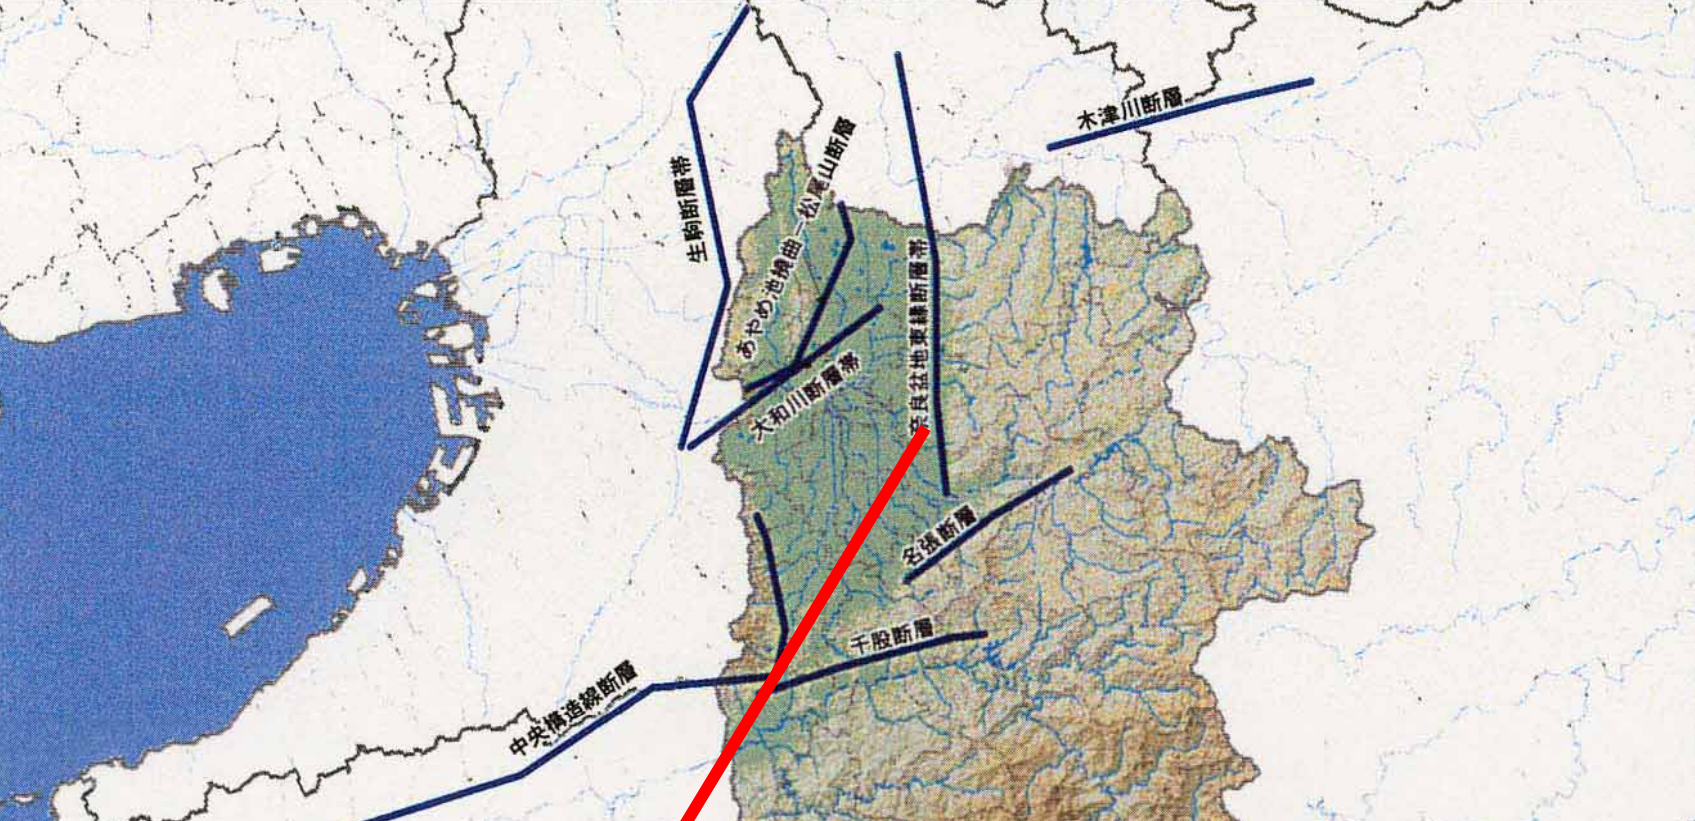 木津川断層
生駒断層帯
あやめ池撓曲－松尾山断層
奈良盆地東縁断層帯
大和川断層帯
名張断層
千股断層
中央構造線断層